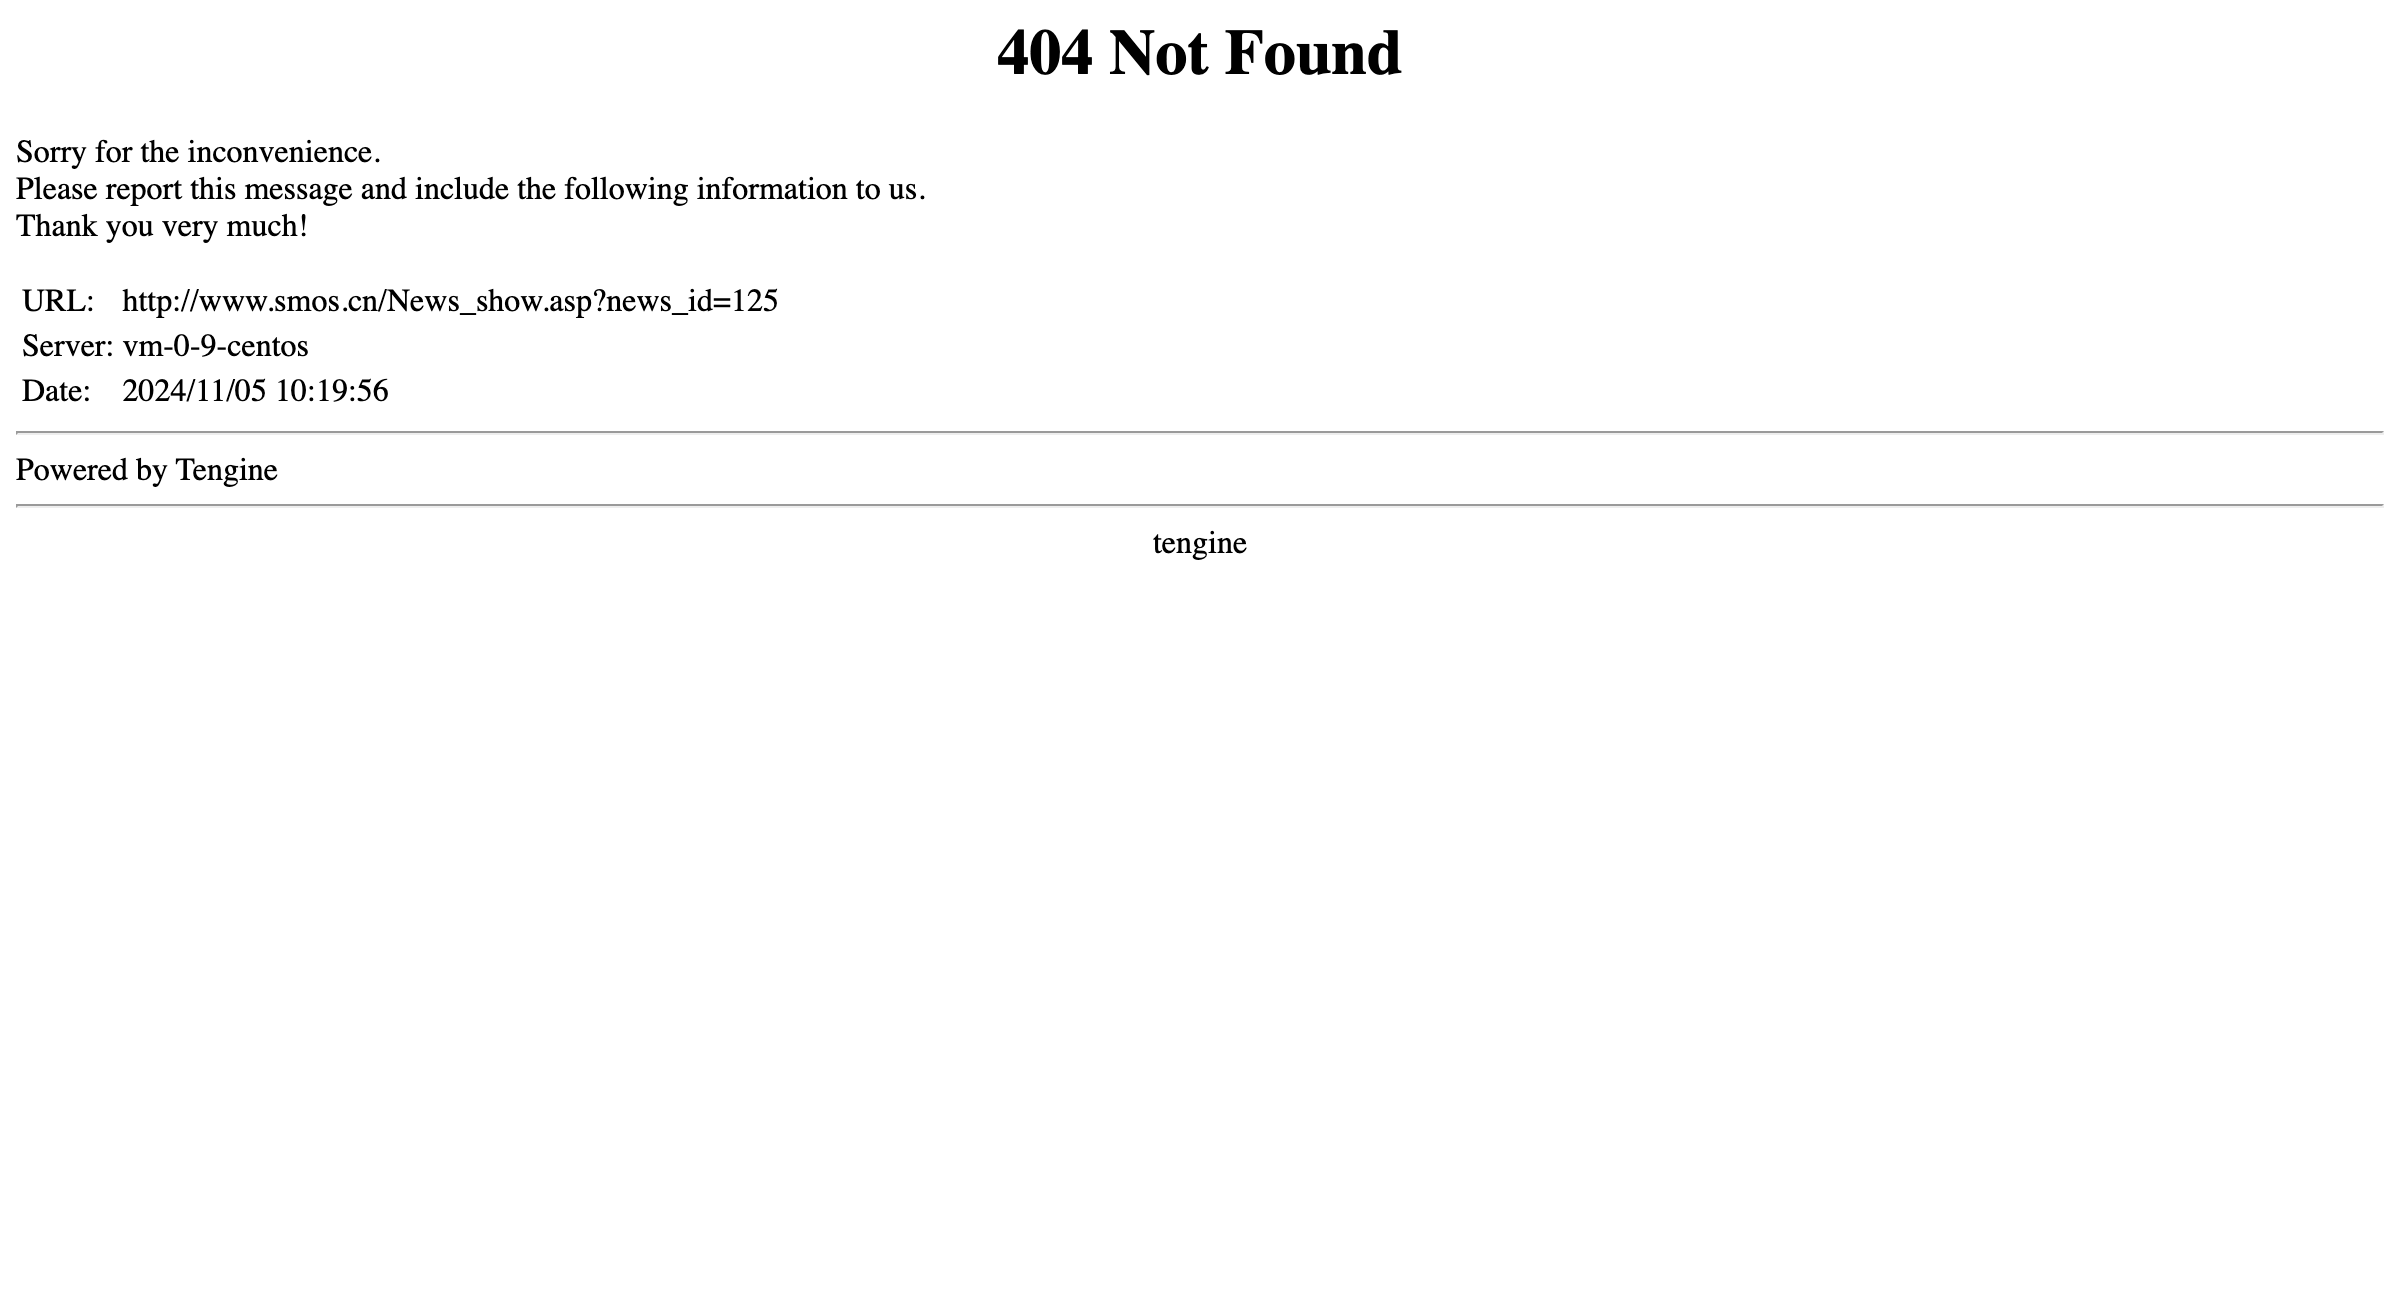 404 Not Found
Sorry for the inconvenience.
Please report this message and include the following information to us.
Thank you very much!
URL: http://www.smos.cn/News_show.asp?news_id=125
Server: vm-0-9-centos
Date: 2024/11/05 10:19:56
Powered by Tengine
tengine